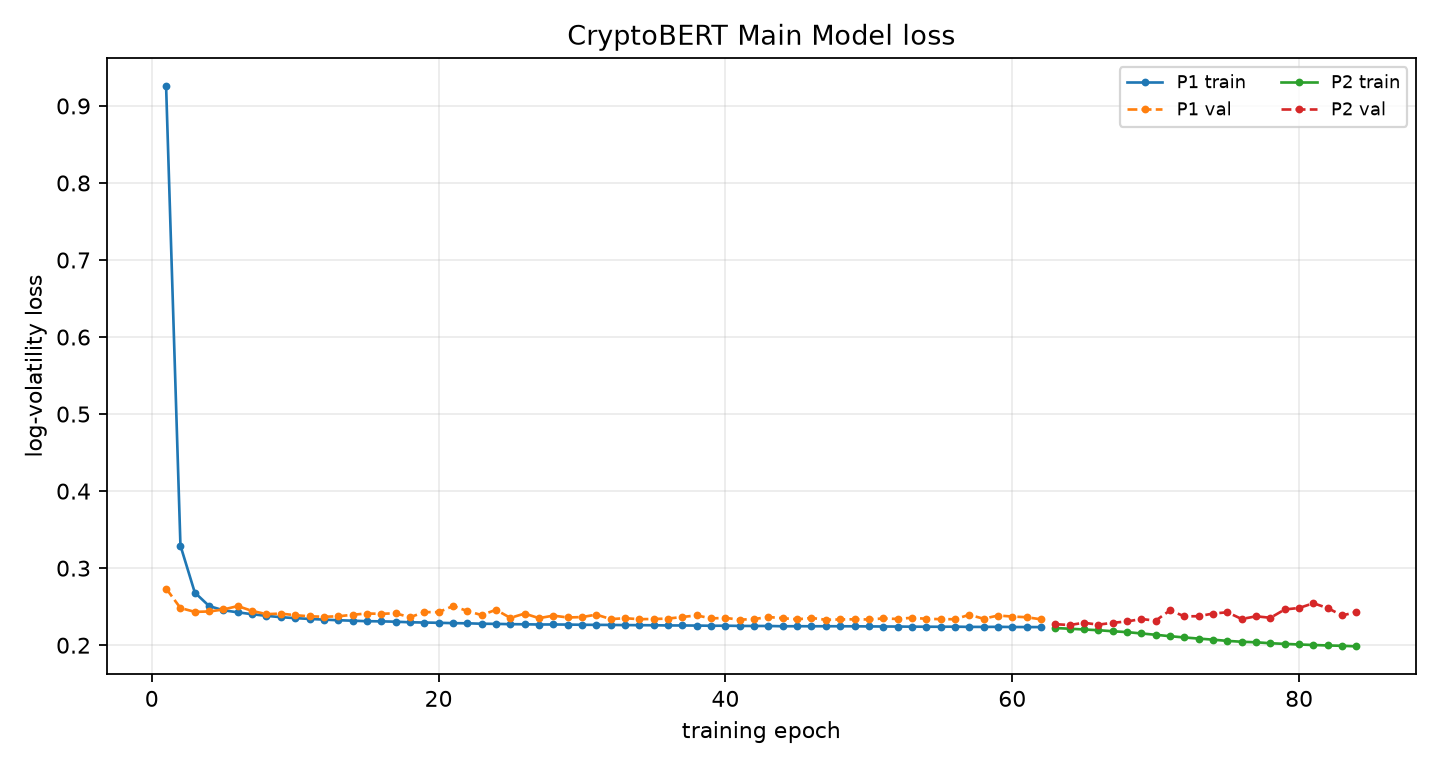 CryptoBERT Main Model loss
P1 train
P1 val
P2 train
P2 val
log-volatility loss
0.9
0.8
0.7
0.6
0.5
0.4
0.3
0.2
0
20
40
60
80
training epoch